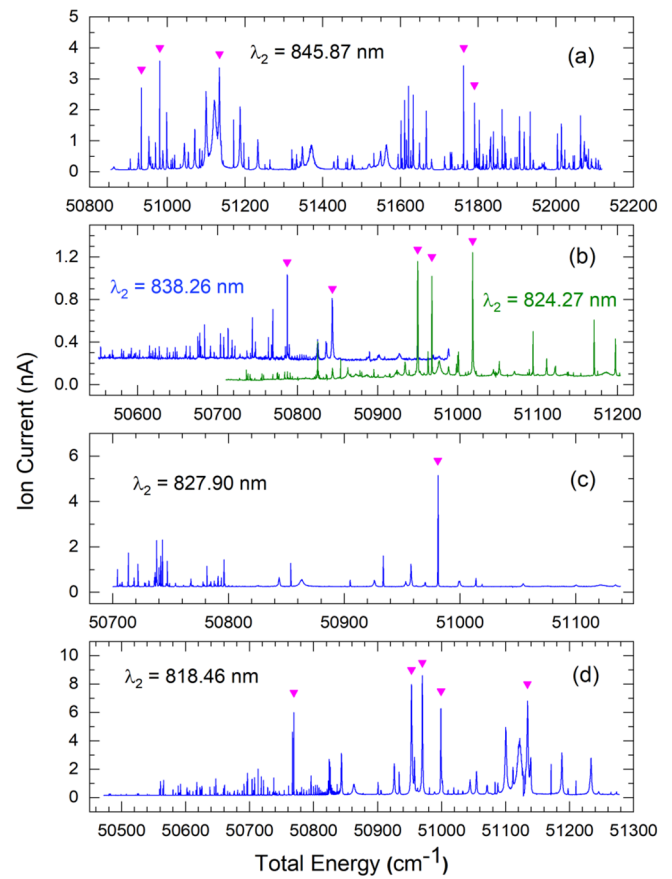 5
4
3
2
1
0
λ₂ = 845.87 nm
(a)
50800 51000 51200 51400 51600 51800 52000 52200
1.2
0.8
0.4
0.0
(b)
λ₂ = 838.26 nm
λ₂ = 824.27 nm
50600 50700 50800 50900 51000 51100 51200
6
4
2
0
λ₂ = 827.90 nm
(c)
50700 50800 50900 51000 51100
10
8
6
4
2
0
λ₂ = 818.46 nm
(d)
50500 50600 50700 50800 50900 51000 51100 51200 51300
Ion Current (nA)
Total Energy (cm⁻¹)